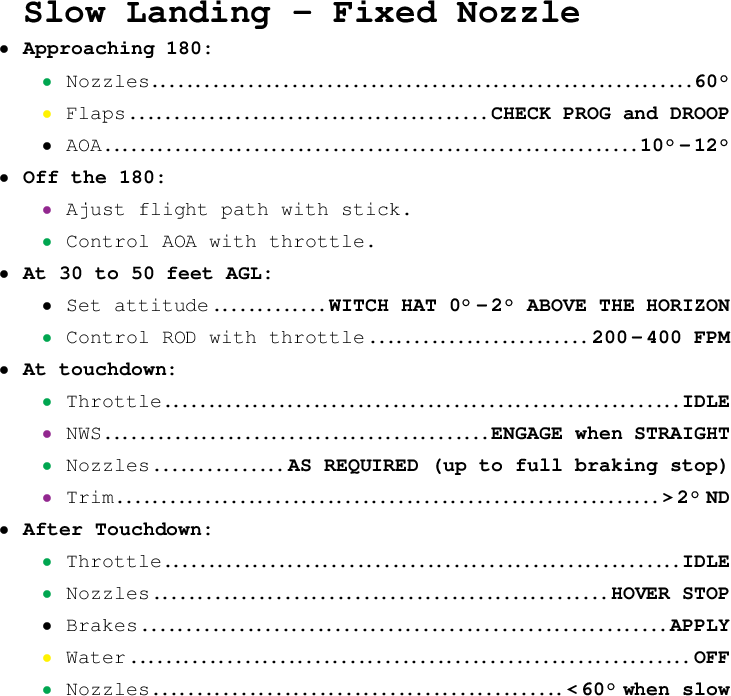 Slow Landing – Fixed Nozzle
• Approaching 180:
• Nozzles..............................................................60°
• Flaps........................................CHECK PROG and DROOP
• AOA............................................................10°–12°
• Off the 180:
• Ajust flight path with stick.
• Control AOA with throttle.
• At 30 to 50 feet AGL:
• Set attitude.............WITCH HAT 0°–2° ABOVE THE HORIZON
• Control ROD with throttle.........................200–400 FPM
• At touchdown:
• Throttle...........................................................IDLE
• NWS............................................ENGAGE when STRAIGHT
• Nozzles...............AS REQUIRED (up to full braking stop)
• Trim..............................................................>2° ND
• After Touchdown:
• Throttle...........................................................IDLE
• Nozzles....................................................HOVER STOP
• Brakes............................................................APPLY
• Water................................................................OFF
• Nozzles...............................................<60° when slow